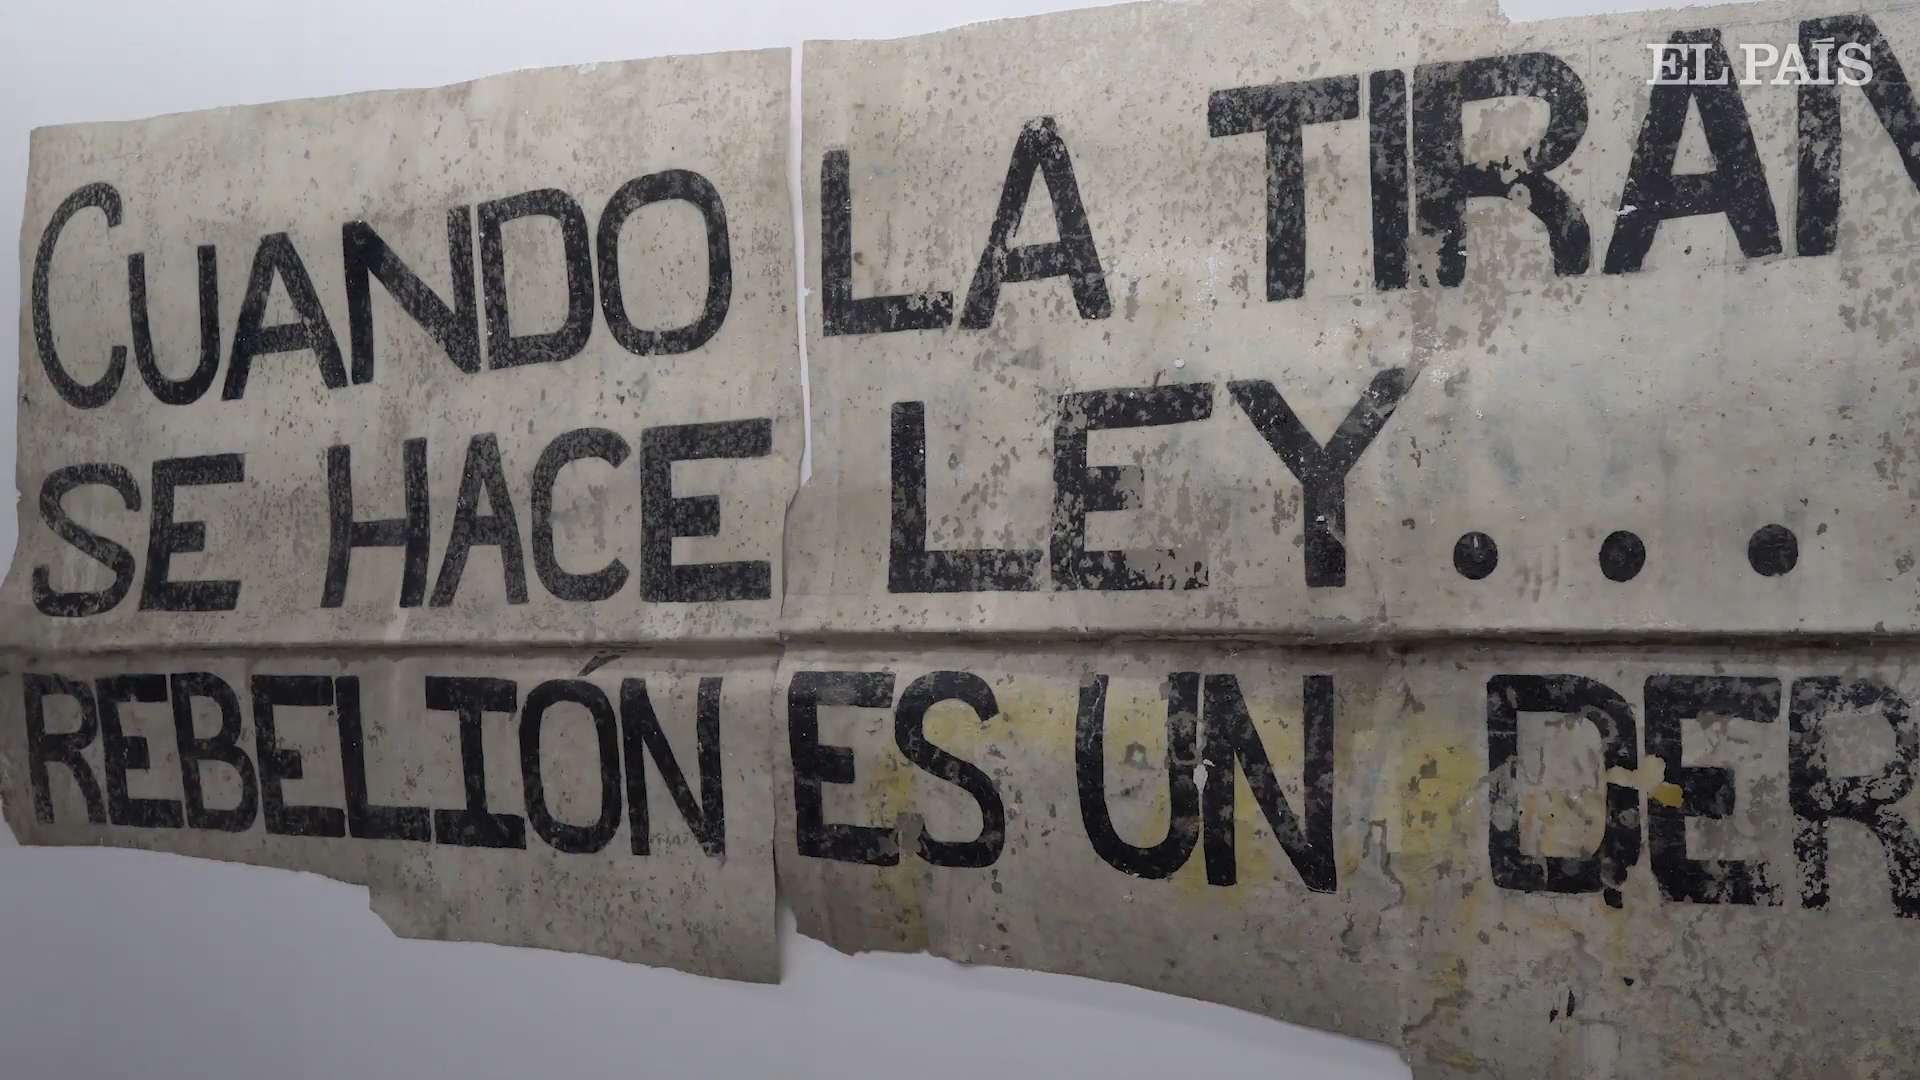 EL PAÍS
CUANDO LA TIRAN
SE HACE LEY...
REBELIÓN ES UN DER